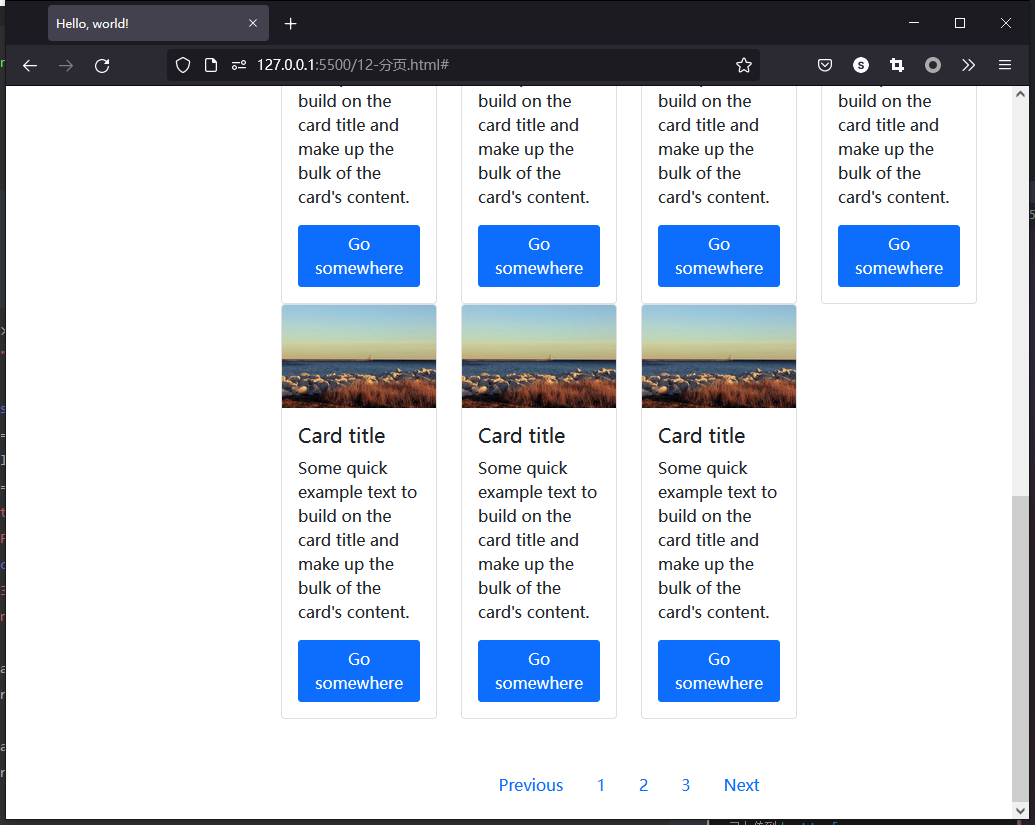 Hello, world!
127.0.0.1:5500/12-分页.html#
build on the
card title and
make up the
bulk of the
card's content.
Go
somewhere
build on the
card title and
make up the
bulk of the
card's content.
Go
somewhere
build on the
card title and
make up the
bulk of the
card's content.
Go
somewhere
build on the
card title and
make up the
bulk of the
card's content.
Go
somewhere
Card title
Some quick
example text to
build on the
card title and
make up the
bulk of the
card's content.
Go
somewhere
Card title
Some quick
example text to
build on the
card title and
make up the
bulk of the
card's content.
Go
somewhere
Card title
Some quick
example text to
build on the
card title and
make up the
bulk of the
card's content.
Go
somewhere
Previous 1 2 3 Next